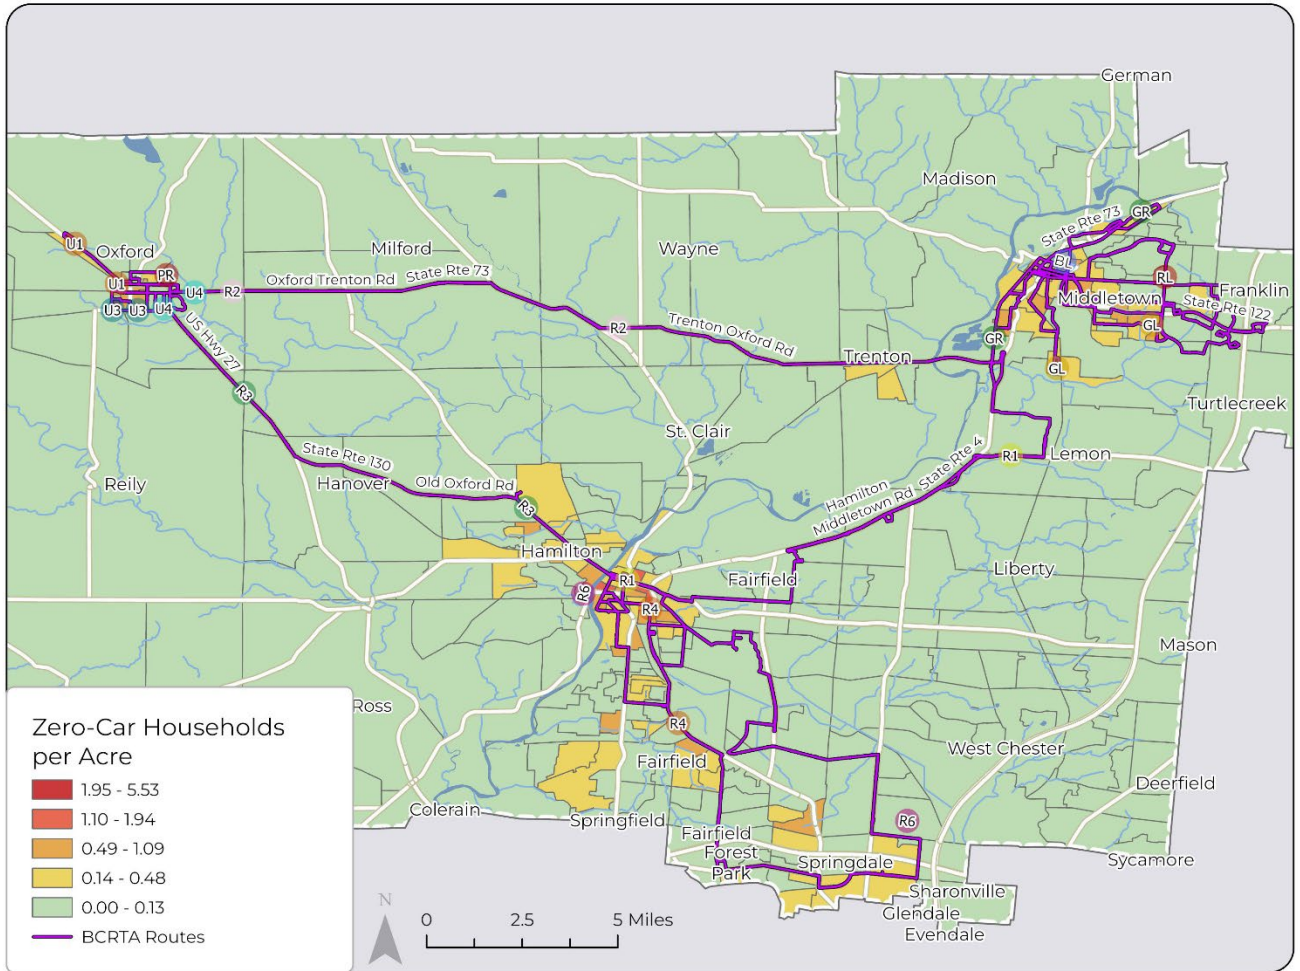 German
Madison
State Rte 73
GR
U1
Oxford
Milford
Wayne
BL
PR
RL
U1
U4
R2
Oxford Trenton Rd
State Rte 73
Middletown
Franklin
State Rte 122
U3
U3
U4
R2
Trenton Oxford Rd
GL
GR
US Hwy 27
Trenton
GL
R3
Turtlecreek
St. Clair
State Rte 130
R1
Lemon
Reily
Hanover
Old Oxford Rd
Hamilton
Middletown Rd
State Rte 4
R3
Hamilton
Liberty
R1
Fairfield
R6
R4
Mason
Ross
R4
West Chester
Fairfield
Deerfield
Colerain
Springfield
R6
Fairfield
Forest
Park
Springdale
Sycamore
Sharonville
Glendale
Evendale
Zero-Car Households
per Acre
1.95 - 5.53
1.10 - 1.94
0.49 - 1.09
0.14 - 0.48
0.00 - 0.13
BCRTA Routes
N
0 2.5 5 Miles